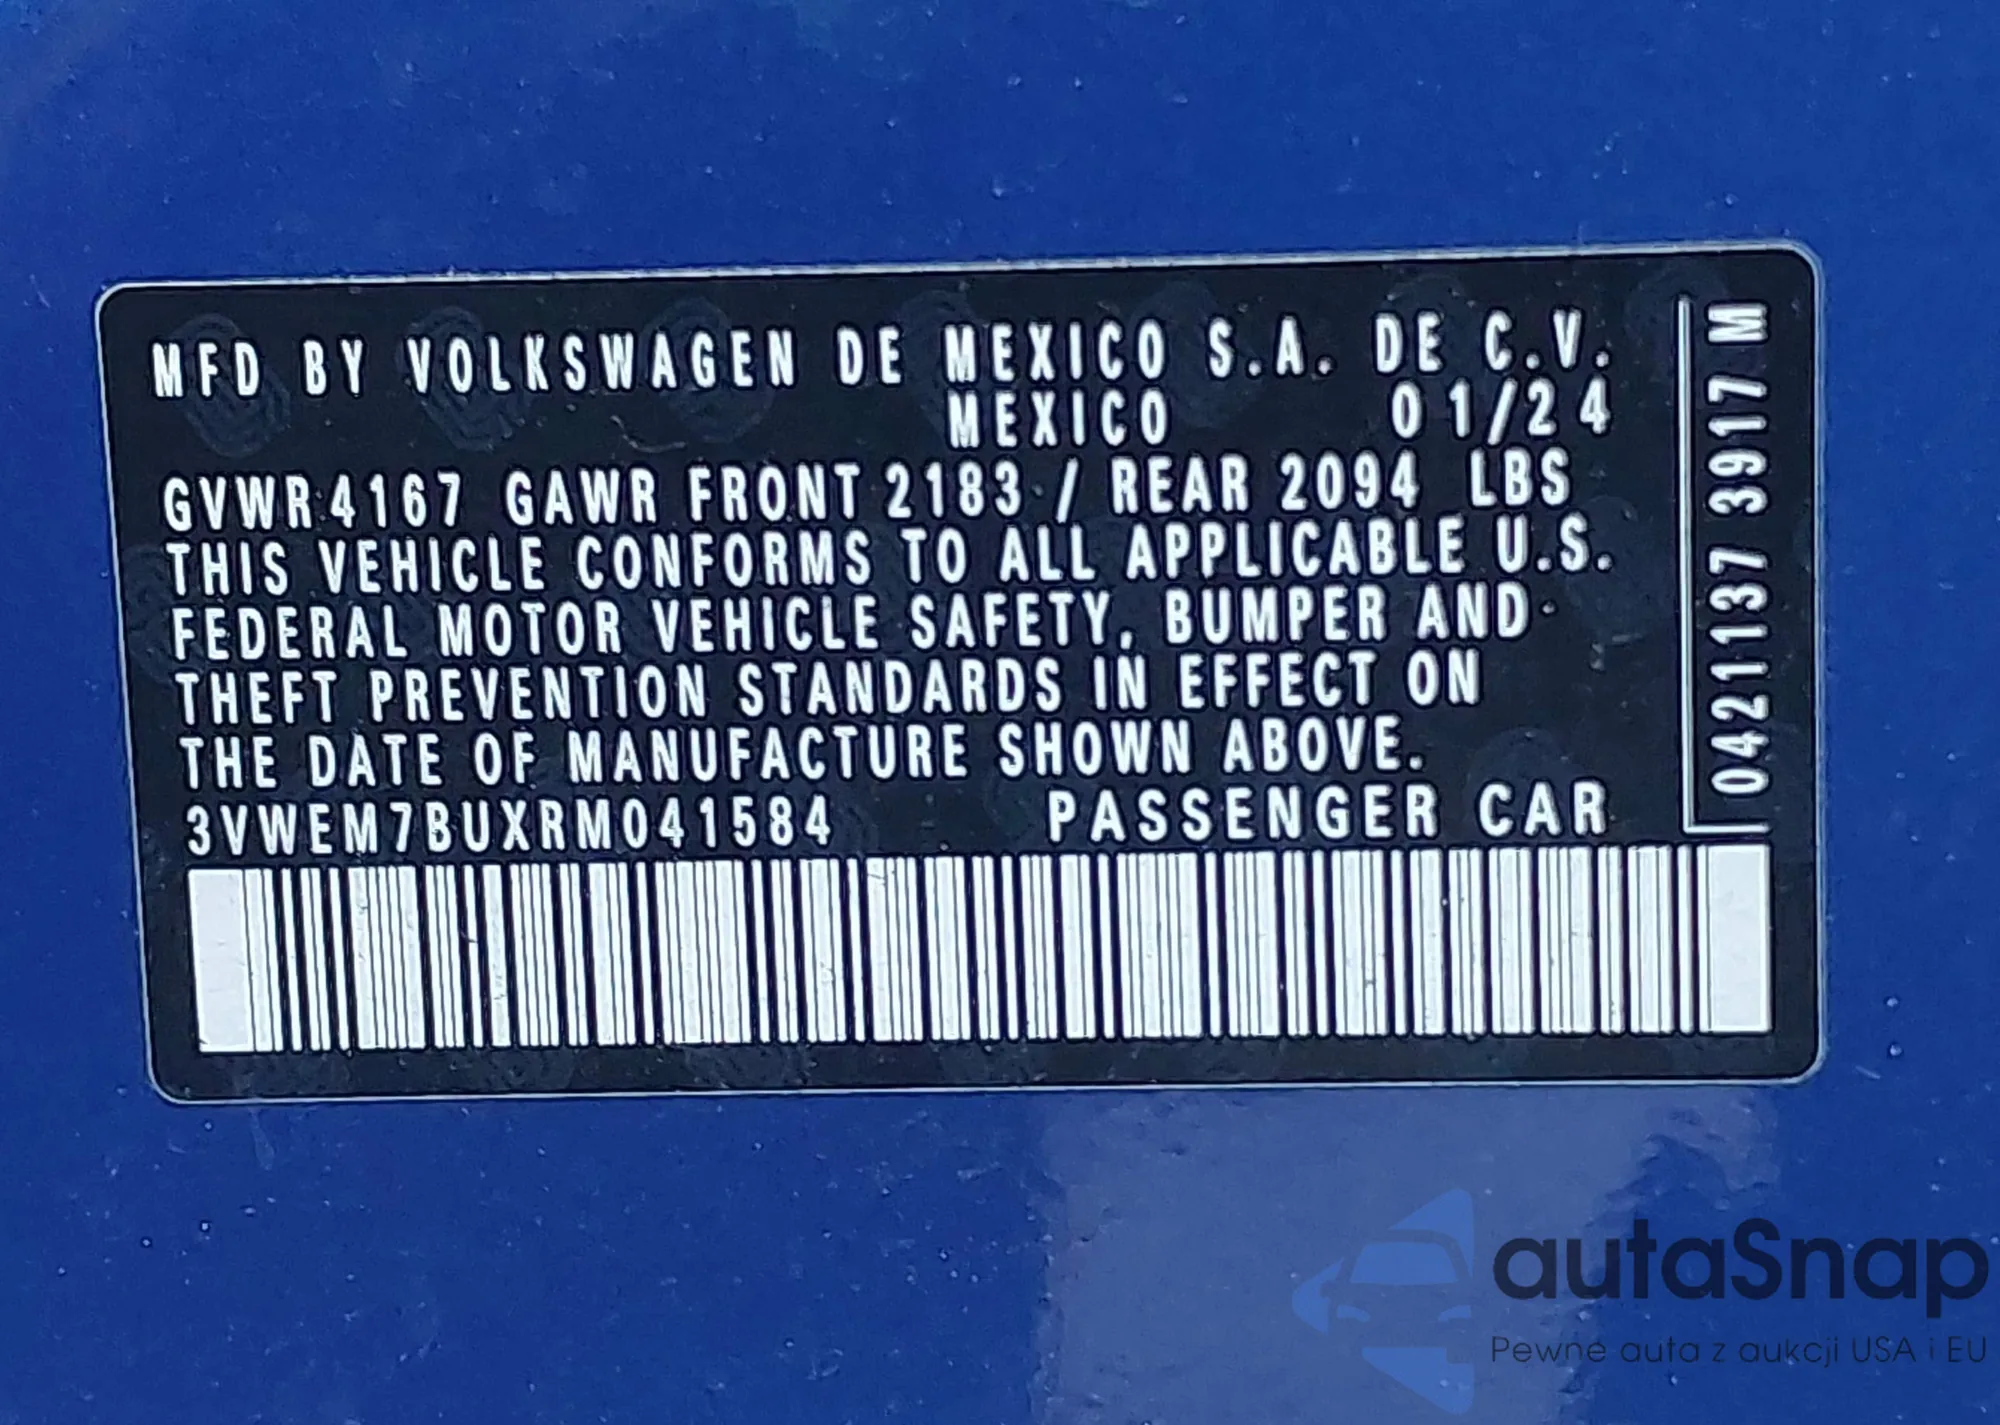 MFD BY VOLKSWAGEN DE MEXICO S.A. DE C.V.
MEXICO 01/24
GVWR 4167 GAWR FRONT 2183 / REAR 2094 LBS
THIS VEHICLE CONFORMS TO ALL APPLICABLE U.S.
FEDERAL MOTOR VEHICLE SAFETY, BUMPER AND
THEFT PREVENTION STANDARDS IN EFFECT ON
THE DATE OF MANUFACTURE SHOWN ABOVE.
3VWEM7BUXRM041584 PASSENGER CAR
0421137 3917 M
autaSnap
Pewne auta z aukcji USA i EU